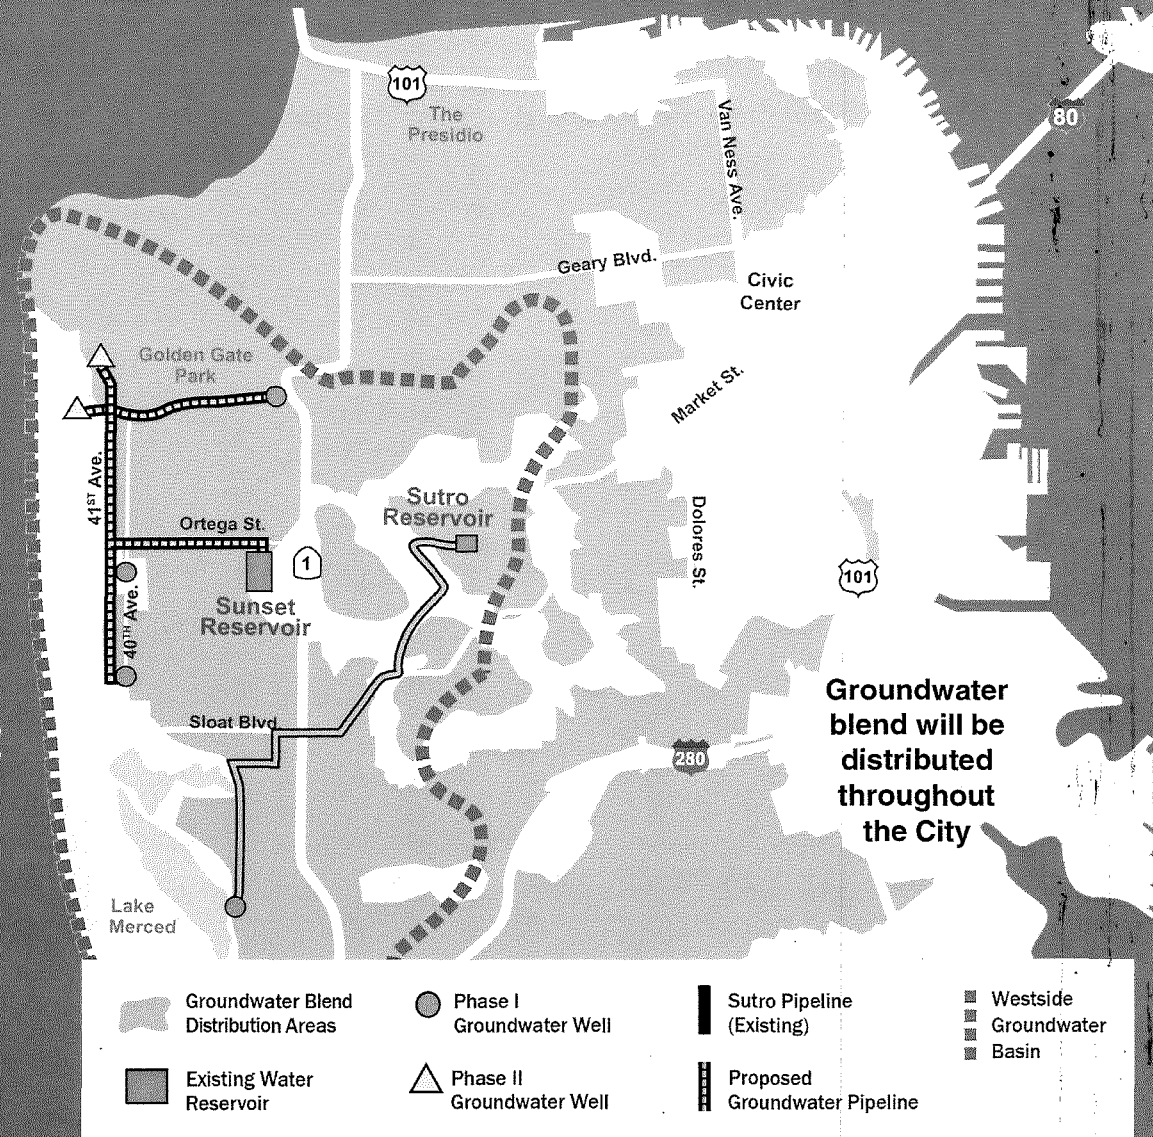 101
The
Presidio
Van Ness Ave.
80
Geary Blvd.
Civic
Center
Golden Gate
Park
Market St.
41ST Ave.
Sutro
Reservoir
Ortega St.
Dolores St.
1
101
40TH Ave.
Sunset
Reservoir
Sloat Blvd
280
Groundwater
blend will be
distributed
throughout
the City
Lake
Merced
Groundwater Blend
Distribution Areas
Phase I
Groundwater Well
Sutro Pipeline
(Existing)
Westside
Groundwater
Basin
Existing Water
Reservoir
Phase II
Groundwater Well
Proposed
Groundwater Pipeline